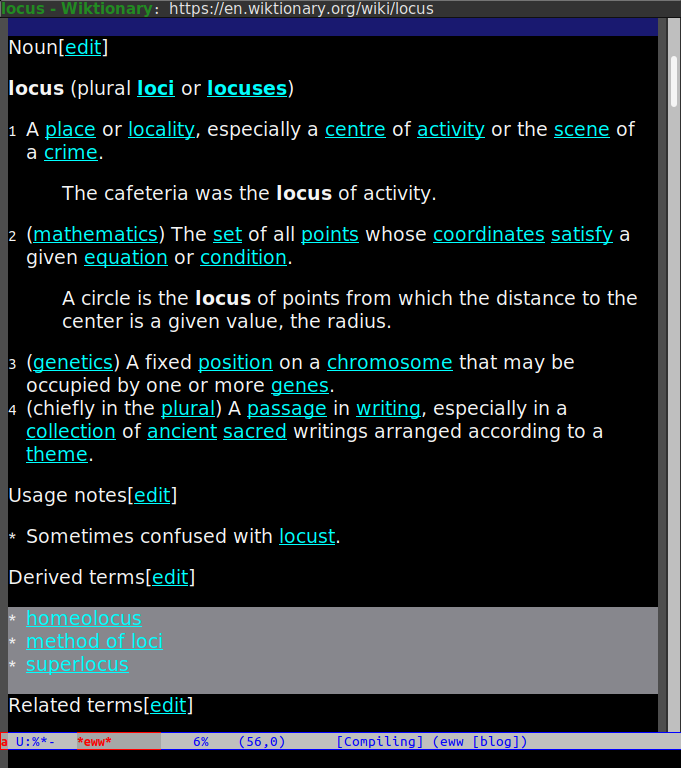 locus - Wiktionary: https://en.wiktionary.org/wiki/locus
Noun[edit]
locus (plural loci or locuses)
1 A place or locality, especially a centre of activity or the scene of
a crime.
The cafeteria was the locus of activity.
2 (mathematics) The set of all points whose coordinates satisfy a
given equation or condition.
A circle is the locus of points from which the distance to the
center is a given value, the radius.
3 (genetics) A fixed position on a chromosome that may be
occupied by one or more genes.
4 (chiefly in the plural) A passage in writing, especially in a
collection of ancient sacred writings arranged according to a
theme.
Usage notes[edit]
* Sometimes confused with locust.
Derived terms[edit]
* homeolocus
* method of loci
* superlocus
Related terms[edit]
a U:%*- *eww* 6% (56,0) [Compiling] (eww [blog])